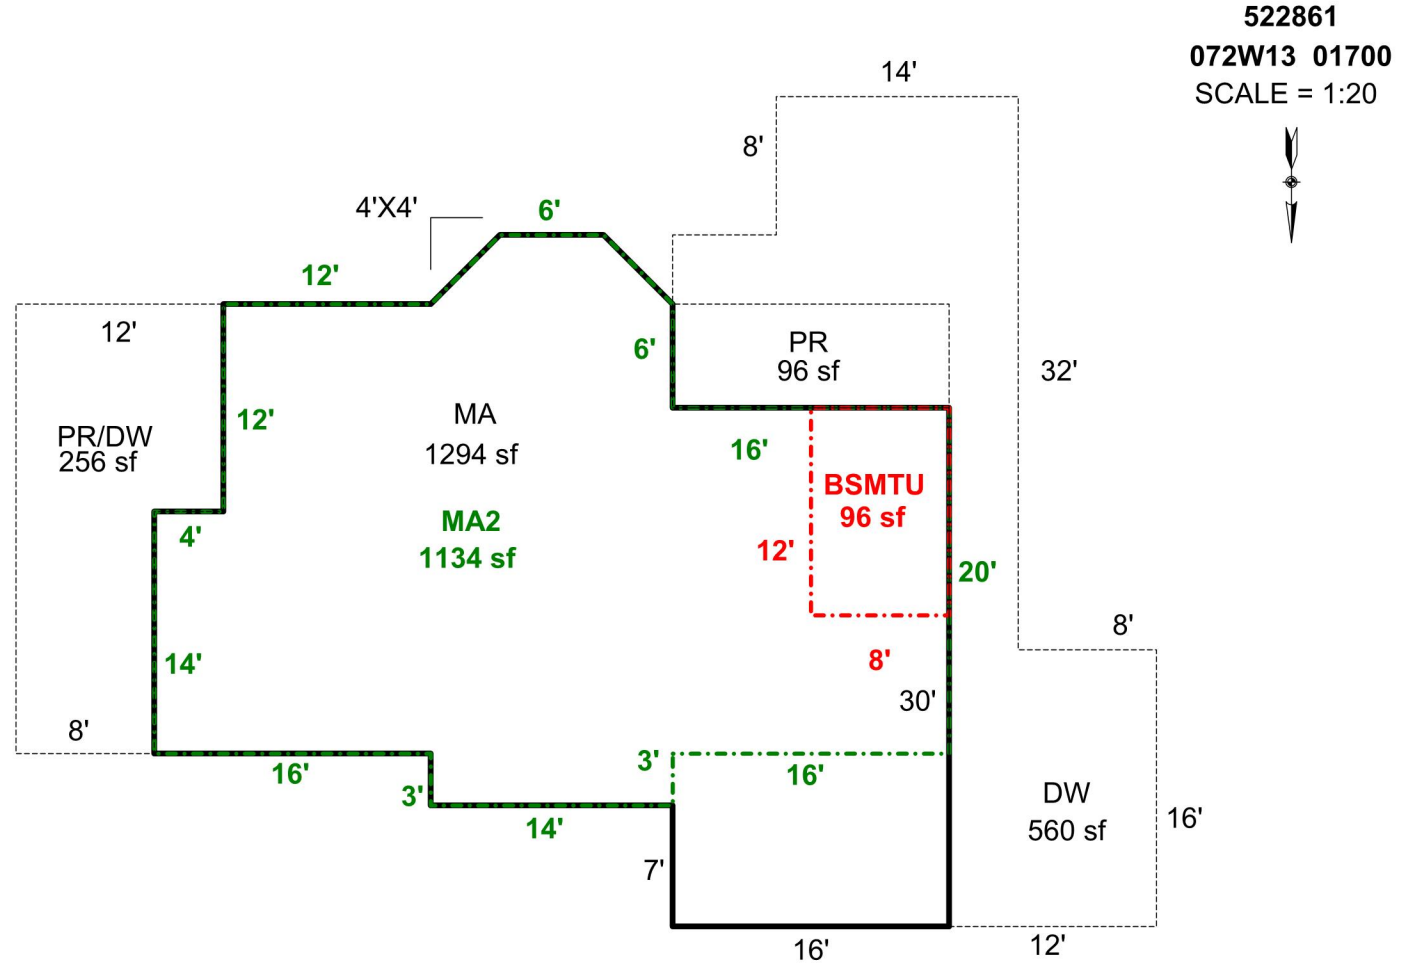 522861
072W13 01700
SCALE = 1:20
14'
8'
4'X4'
6'
12'
12'
6'
PR
96 sf
32'
12'
MA
1294 sf
16'
PR/DW
256 sf
BSMTU
96 sf
MA2
1134 sf
4'
12'
20'
8'
14'
8'
30'
8'
3'
16'
16'
3'
14'
DW
560 sf
16'
7'
16'
12'